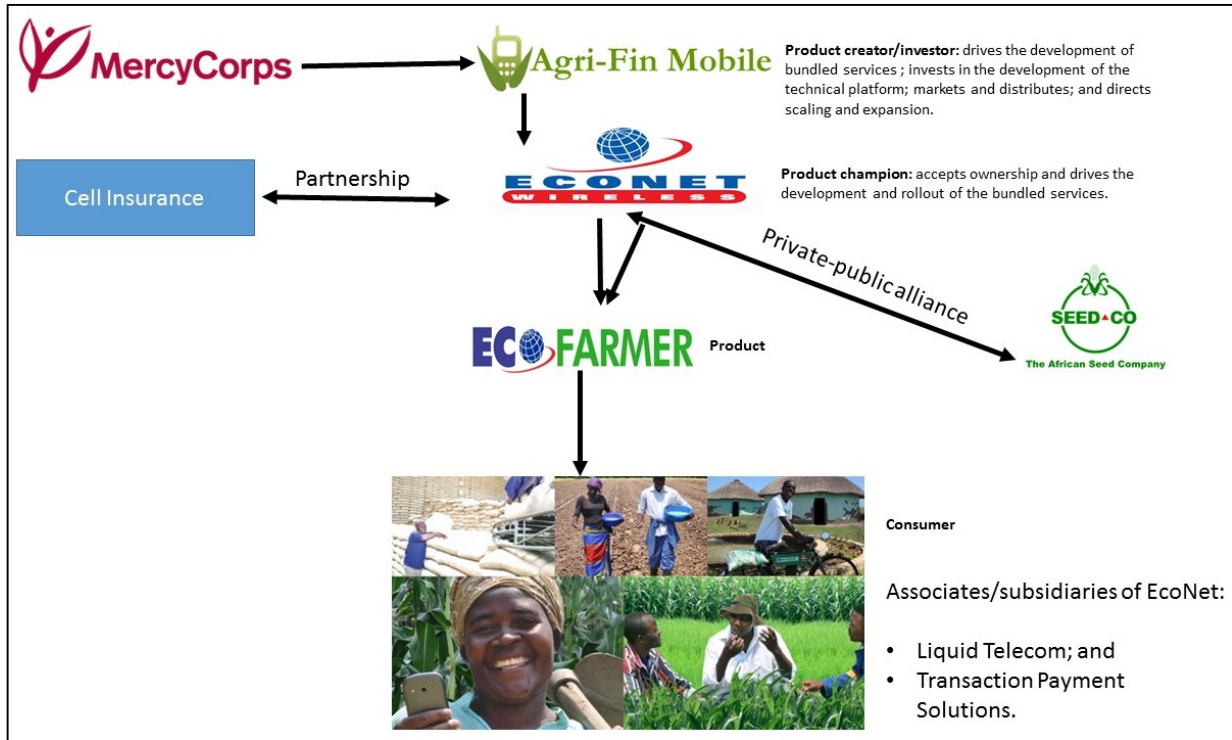 MercyCorps
Agri-Fin Mobile
Product creator/investor: drives the development of
bundled services ; invests in the development of the
technical platform; markets and distributes; and directs
scaling and expansion.
Cell Insurance
Partnership
ECONET
WIRELESS
Product champion: accepts ownership and drives the
development and rollout of the bundled services.
Private-public alliance
SEED CO
The African Seed Company
ECOFARMER
Product
Consumer
Associates/subsidiaries of EcoNet:
• Liquid Telecom; and
• Transaction Payment
Solutions.